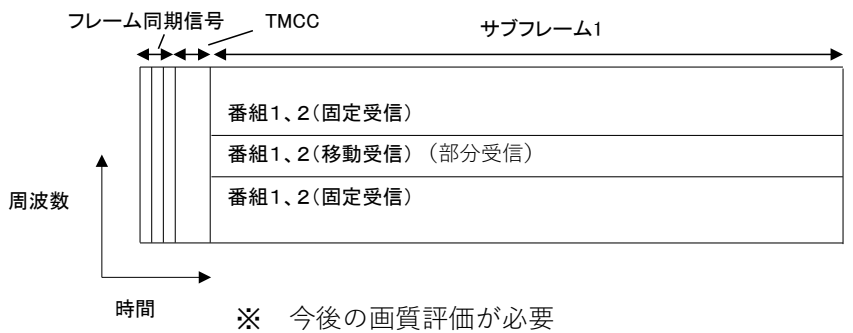 フレーム同期信号 TMCC サブフレーム1
番組1、2(固定受信)
番組1、2(移動受信)(部分受信)
番組1、2(固定受信)
周波数
時間
※ 今後の画質評価が必要